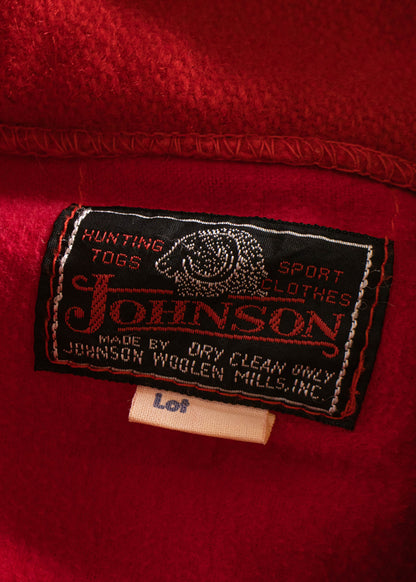 HUNTING
TOGS
SPORT
CLOTHES
JOHNSON
MADE BY DRY CLEAN ONLY
JOHNSON WOOLEN MILLS, INC.
Lot